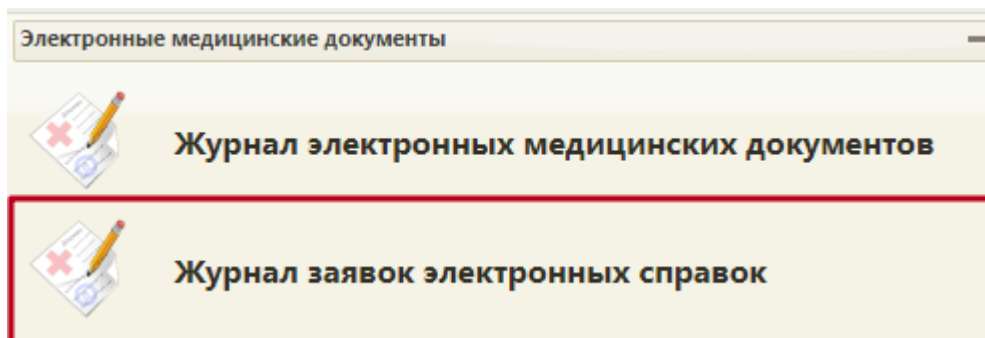 Электронные медицинские документы
Журнал электронных медицинских документов
Журнал заявок электронных справок